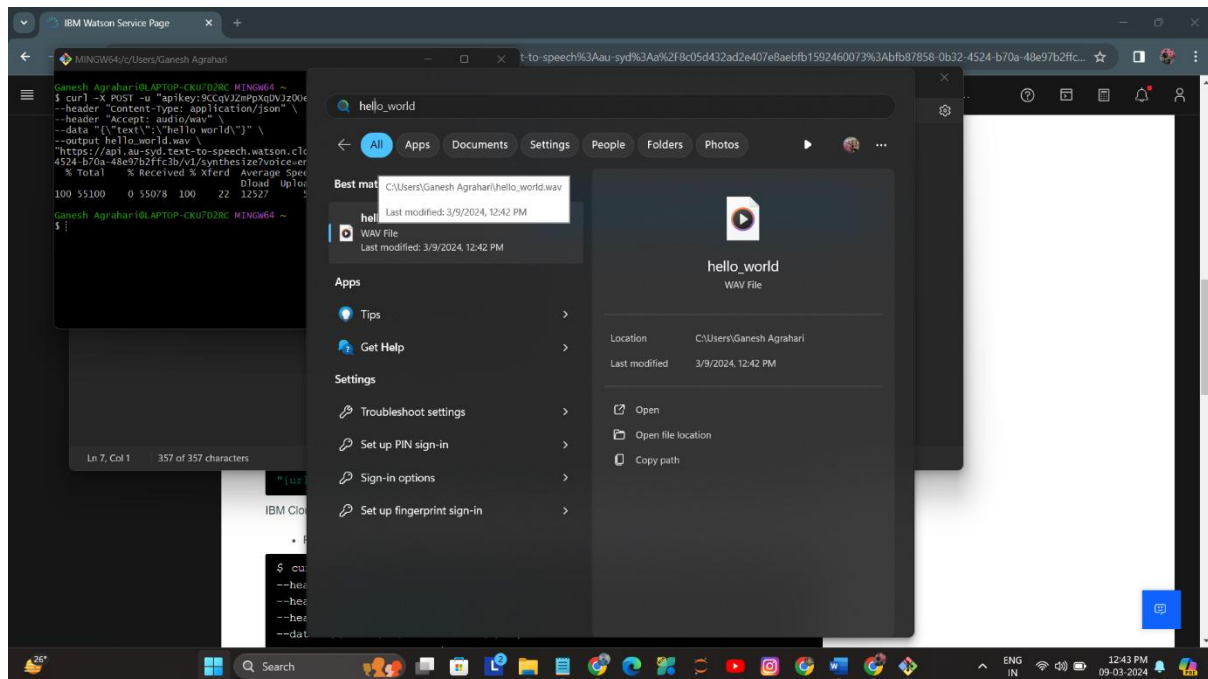 IBM Watson Service Page
t-to-speech%3Aau-syd%3Aa%2F8c05d432ad2e407e8aebfb1592460073%3Abfb87858-0b32-4524-b70a-48e97b2ffc...
MINGW64:/c/Users/Ganesh Agrahari
Ganesh Agrahari@LAPTOP-CKU7D2RC MINGW64 ~
$ curl -X POST -u "apikey:
--header "Content-Type: application/json" \
--header "Accept: audio/wav" \
--data "{\"text\":\"hello world\"}" \
--output hello_world.wav \
"https://api.au-syd.text-to-speech.watson.clo
4524-b70a-48e97b2ffc3b/v1/synthesize?voice=en
% Total % Received % Xferd Average Spee
Dload Uploa
100 55100 0 55078 100 22 12527
Ganesh Agrahari@LAPTOP-CKU7D2RC MINGW64 ~
$
hello_world
All Apps Documents Settings People Folders Photos
Best mat
C:\Users\Ganesh Agrahari\hello_world.wav
Last modified: 3/9/2024, 12:42 PM
hel
WAV File
Last modified: 3/9/2024, 12:42 PM
Apps
Tips
Get Help
Settings
Troubleshoot settings
Set up PIN sign-in
Sign-in options
Set up fingerprint sign-in
hello_world
WAV File
Location C:\Users\Ganesh Agrahari
Last modified 3/9/2024, 12:42 PM
Open
Open file location
Copy path
Ln 7, Col 1 357 of 357 characters
"{url
IBM Clou
$ cu
--hea
--hea
--hea
--dat
26°
Search
ENG
IN
12:43 PM
09-03-2024